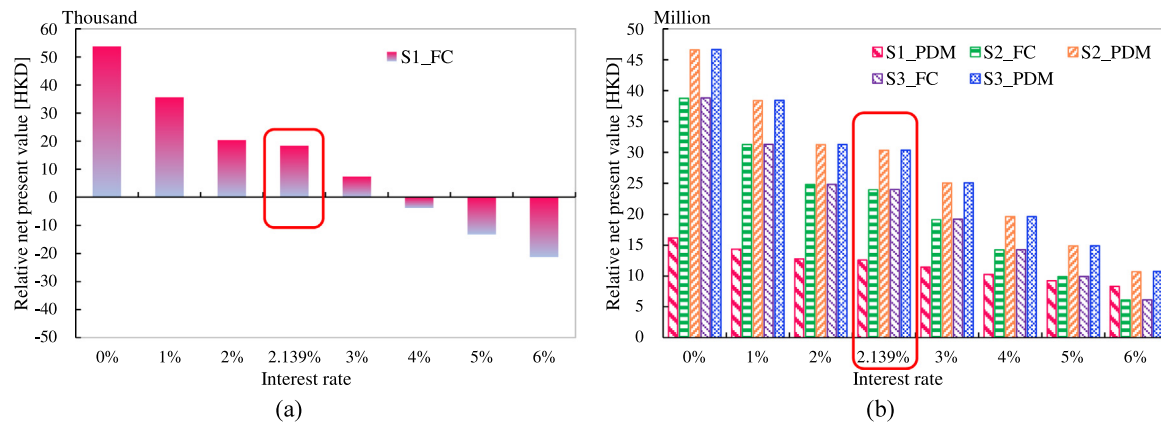 Thousand
Relative net present value [HKD]
60
50
40
30
20
10
0
-10
-20
-30
-40
-50
S1_FC
0% 1% 2% 2.139% 3% 4% 5% 6%
Interest rate
(a)
Million
Relative net present value [HKD]
50
45
40
35
30
25
20
15
10
5
0
S1_PDM S2_FC S2_PDM
S3_FC S3_PDM
0% 1% 2% 2.139% 3% 4% 5% 6%
Interest rate
(b)